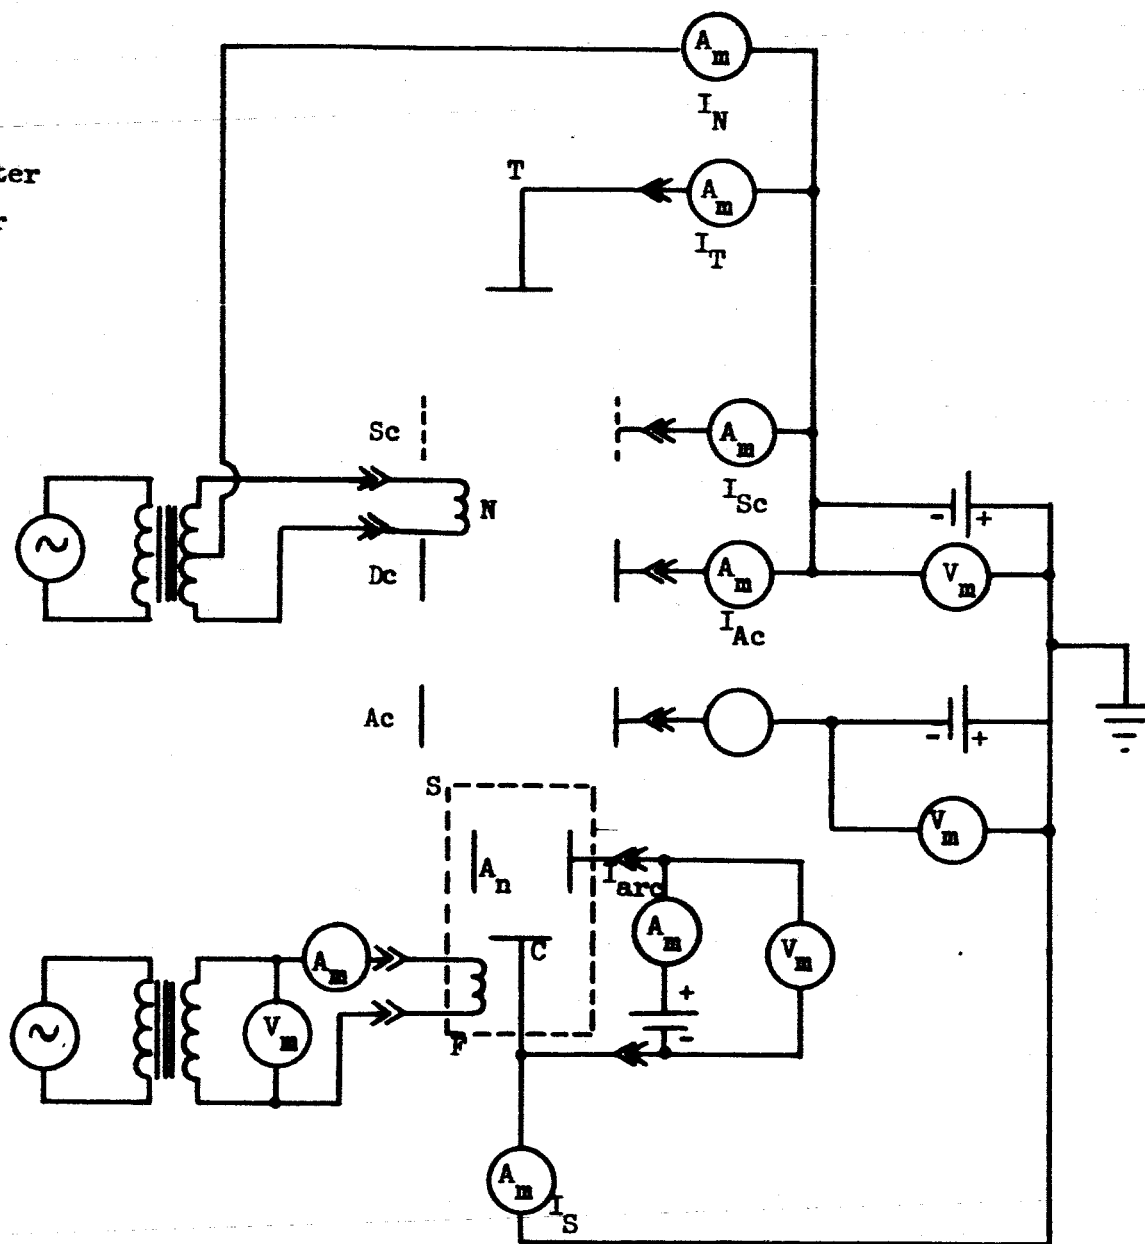 A_m
I_N
ter
r
T
A_m
I_T
Sc
A_m
I_Sc
N
- +
Dc
A_m
V_m
I_Ac
Ac
- +
S
V_m
A_n
I_arc
A_m
V_m
C
A_m
+
V_m
-
F
A_m
I_S